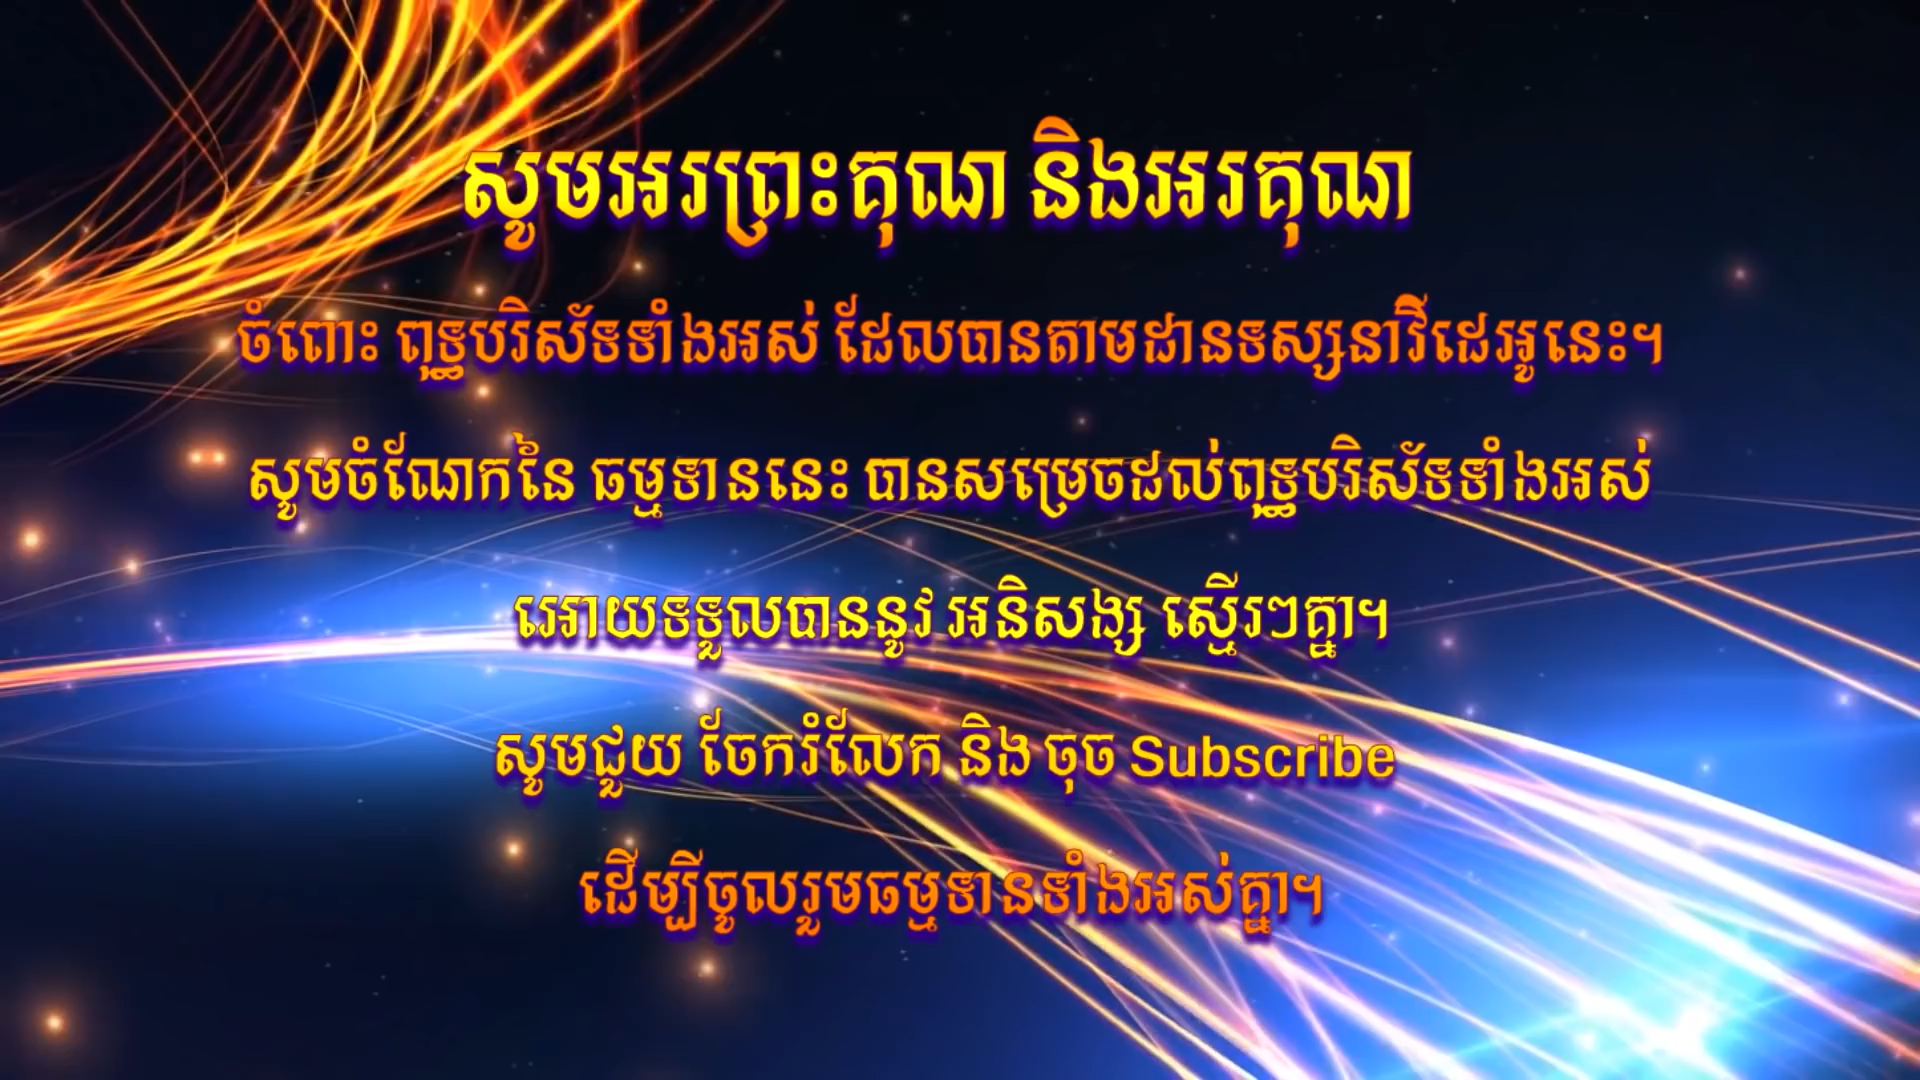 សូមអរព្រះគុណ និងអរគុណ
ចំពោះ ពុទ្ធបរិស័ទទាំងអស់ ដែលបានតាមដានទស្សនាវីដេអូនេះ។
សូមចំណែកនៃ ធម្មទាននេះ បានសម្រេចដល់ពុទ្ធបរិស័ទទាំងអស់
អោយទទួលបាននូវ អនិសង្ស ស្មើរៗគ្នា។
សូមជួយ ចែករំលែក និង ចុច Subscribe
ដើម្បីចូលរួមធម្មទានទាំងអស់គ្នា។